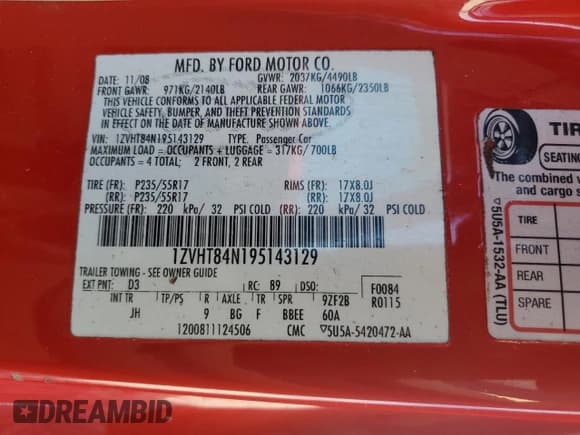 MFD. BY FORD MOTOR CO.
DATE: 11/08 GVWR: 2037KG/4490LB
FRONT GAWR: 971KG/2140LB REAR GAWR: 1066KG/2350LB
THIS VEHICLE CONFORMS TO ALL APPLICABLE FEDERAL MOTOR
VEHICLE SAFETY, BUMPER, AND THEFT PREVENTION STANDARDS
IN EFFECT ON THE DATE OF MANUFACTURE SHOWN ABOVE.
VIN: 1ZVHT84N195143129 TYPE: Passenger Car
MAXIMUM LOAD = OCCUPANTS + LUGGAGE = 317KG/700LB
OCCUPANTS = 4 TOTAL; 2 FRONT, 2 REAR
TIRE (FR): P235/55R17 RIMS (FR): 17X8.0J
(RR): P235/55R17 (RR): 17X8.0J
PRESSURE (FR): 220 kPa/ 32 PSI COLD (RR): 220 kPa/ 32 PSI COLD
1ZVHT84N195143129
TRAILER TOWING - SEE OWNER GUIDE
EXT PNT: D3 RC: 89 DSO: F0084
INT TR TP/PS R AXLE TR SPR 9ZF2B R0115
JH 9 BG F BBEE 60A
1200811124506 CMC ▽5U5A-5420472-AA
TIR
SEATING
The combined w
and cargo s
TIRE
FRONT
REAR
SPARE
▽5U5A-1532-AA (TLU)
DREAMBID